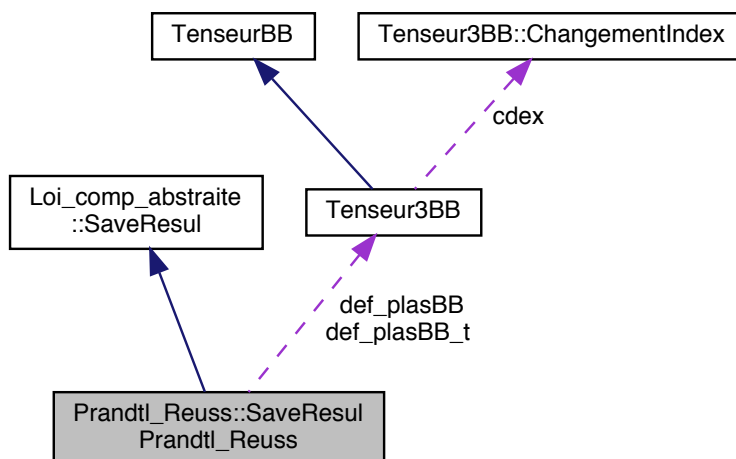 TenseurBB
Tenseur3BB::ChangementIndex
cdex
Loi_comp_abstraite
::SaveResul
Tenseur3BB
def_plasBB
def_plasBB_t
Prandtl_Reuss::SaveResul
Prandtl_Reuss